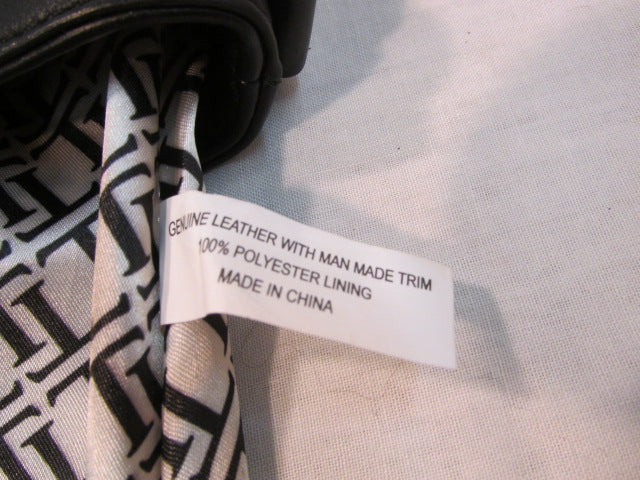 GENUINE LEATHER WITH MAN MADE TRIM
100% POLYESTER LINING
MADE IN CHINA